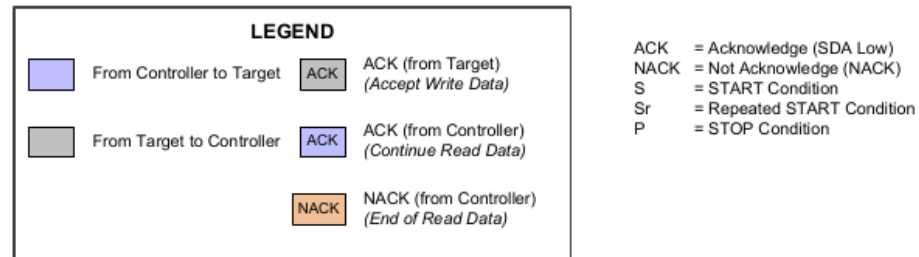 LEGEND
From Controller to Target
ACK
ACK (from Target)
(Accept Write Data)
From Target to Controller
ACK
ACK (from Controller)
(Continue Read Data)
NACK
NACK (from Controller)
(End of Read Data)
ACK = Acknowledge (SDA Low)
NACK = Not Acknowledge (NACK)
S = START Condition
Sr = Repeated START Condition
P = STOP Condition